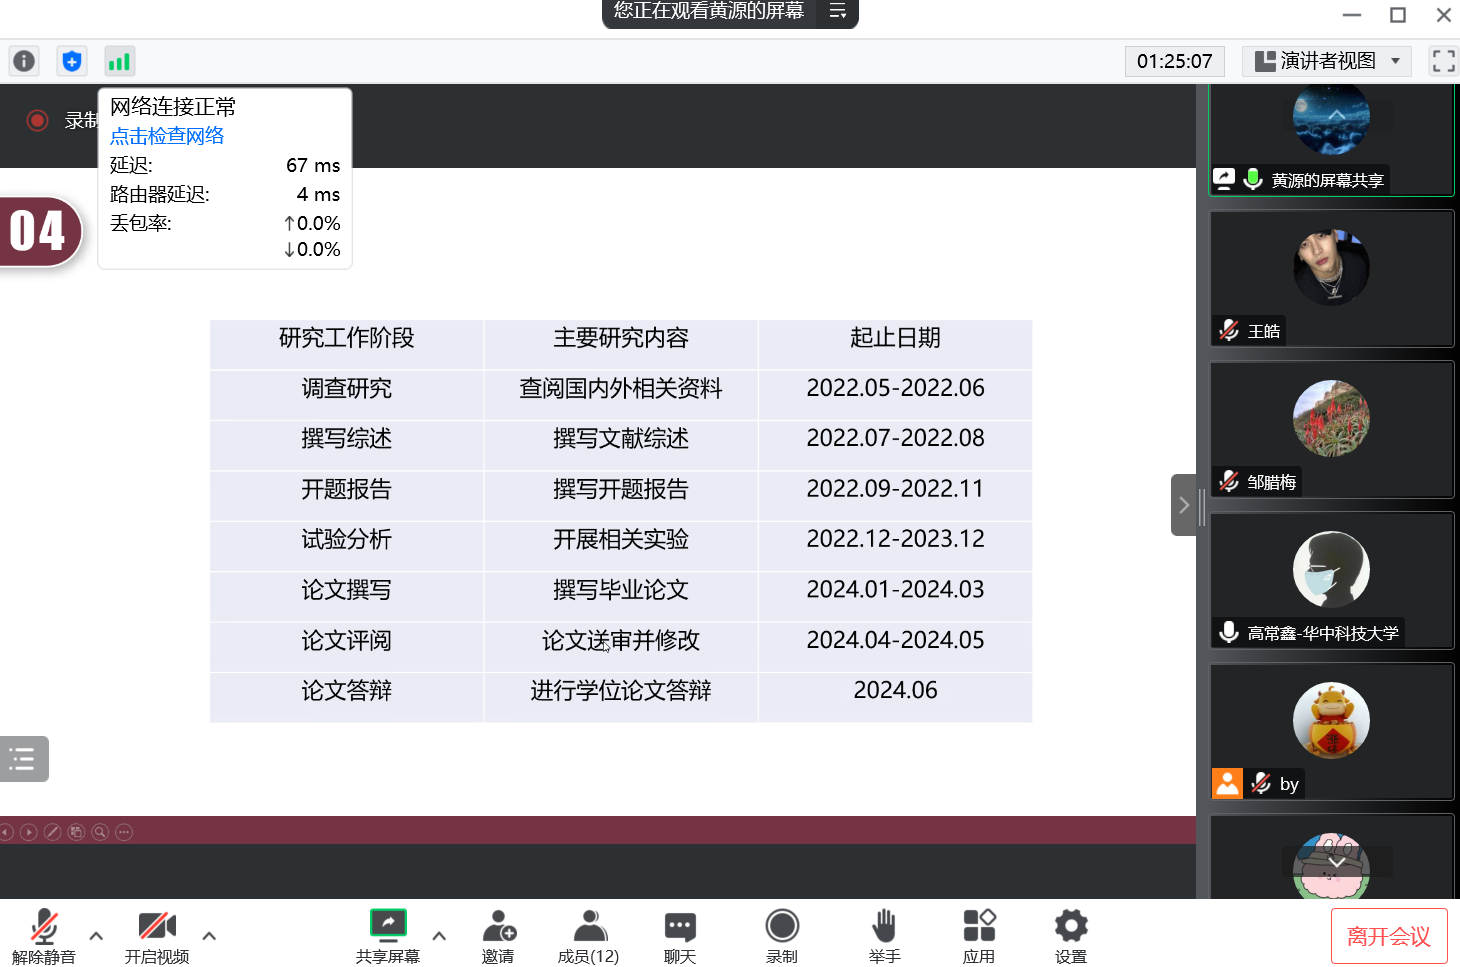 您正在观看黄源的屏幕
01:25:07
演讲者视图
录制
网络连接正常
点击检查网络
延迟: 67 ms
路由器延迟: 4 ms
丢包率: ↑0.0%
↓0.0%
04
研究工作阶段 主要研究内容 起止日期
调查研究 查阅国内外相关资料 2022.05-2022.06
撰写综述 撰写文献综述 2022.07-2022.08
开题报告 撰写开题报告 2022.09-2022.11
试验分析 开展相关实验 2022.12-2023.12
论文撰写 撰写毕业论文 2024.01-2024.03
论文评阅 论文送审并修改 2024.04-2024.05
论文答辩 进行学位论文答辩 2024.06
黄源的屏幕共享
王皓
邹腊梅
高常鑫-华中科技大学
by
解除静音 开启视频 共享屏幕 邀请 成员(12) 聊天 录制 举手 应用 设置 离开会议